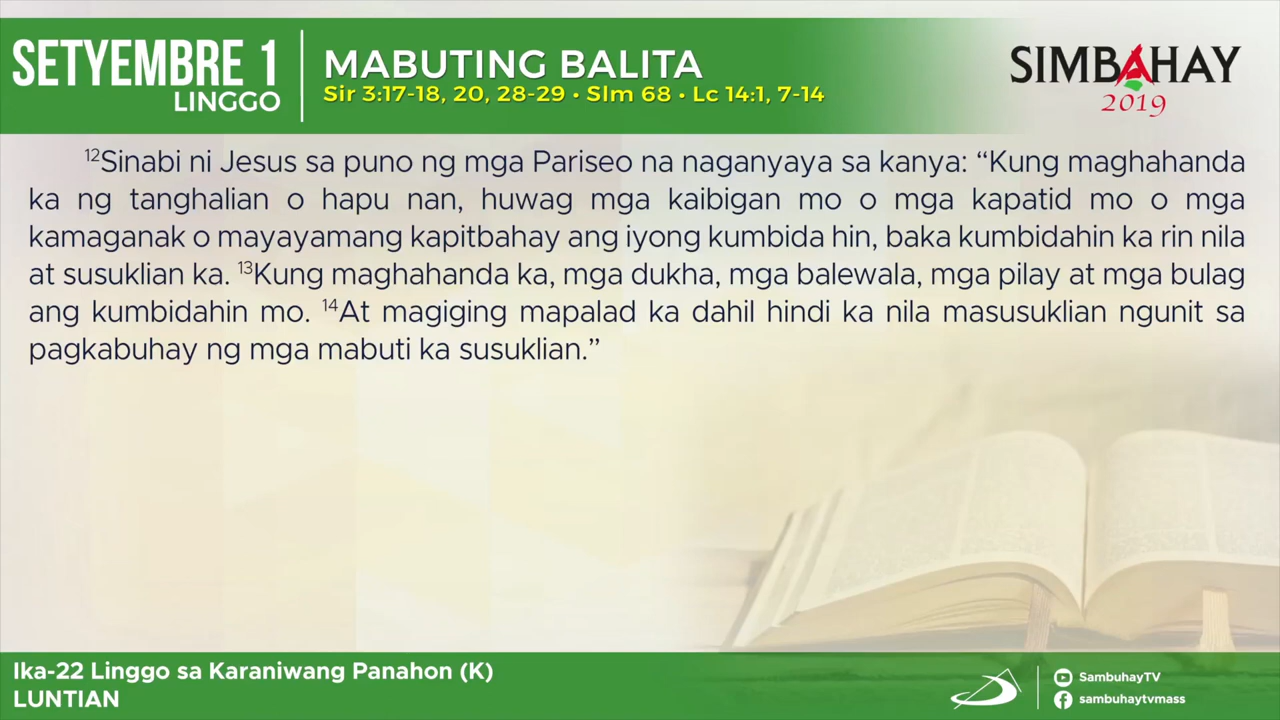 SETYEMBRE 1
LINGGO
MABUTING BALITA
Sir 3:17-18, 20, 28-29 • Slm 68 • Lc 14:1, 7-14
SIMBAHAY
2019
¹²Sinabi ni Jesus sa puno ng mga Pariseo na naganyaya sa kanya: “Kung maghahanda
ka ng tanghalian o hapu nan, huwag mga kaibigan mo o mga kapatid mo o mga
kamaganak o mayayamang kapitbahay ang iyong kumbida hin, baka kumbidahin ka rin nila
at susuklian ka. ¹³Kung maghahanda ka, mga dukha, mga balewala, mga pilay at mga bulag
ang kumbidahin mo. ¹⁴At magiging mapalad ka dahil hindi ka nila masusuklian ngunit sa
pagkabuhay ng mga mabuti ka susuklian.”
Ika-22 Linggo sa Karaniwang Panahon (K)
LUNTIAN
SambuhayTV
sambuhaytvmass